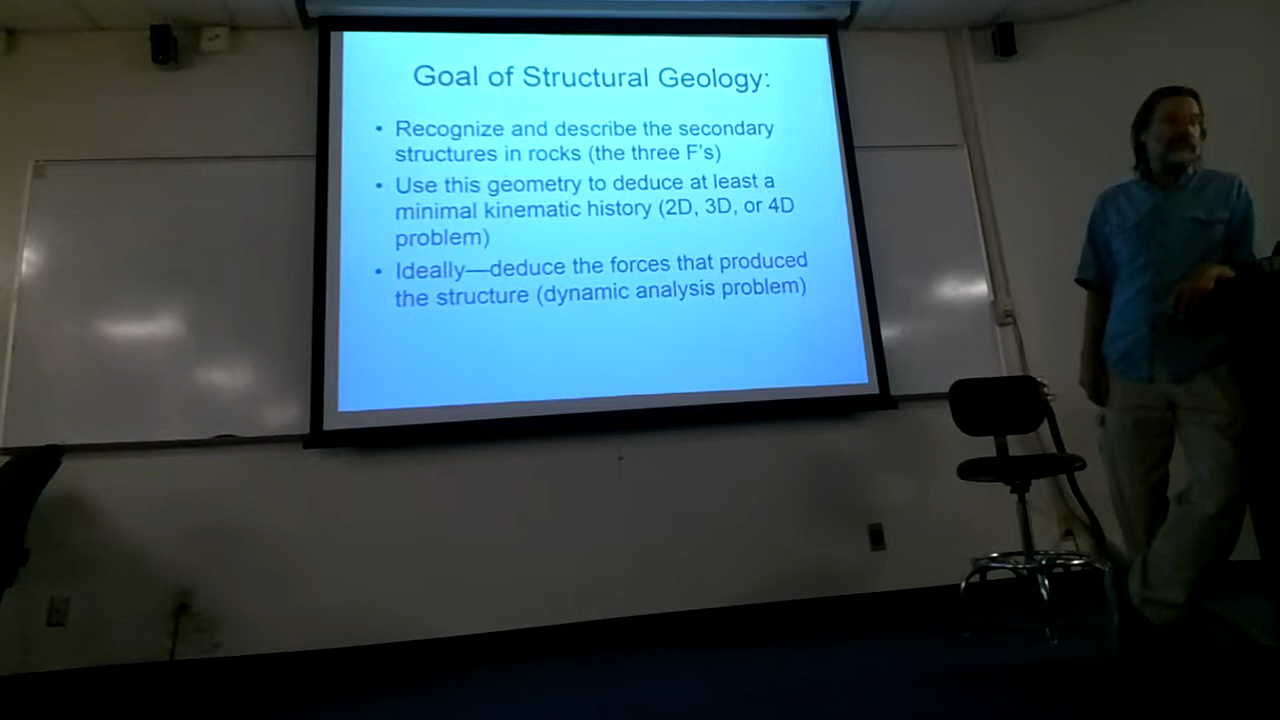 Goal of Structural Geology:
• Recognize and describe the secondary
structures in rocks (the three F's)
• Use this geometry to deduce at least a
minimal kinematic history (2D, 3D, or 4D
problem)
• Ideally—deduce the forces that produced
the structure (dynamic analysis problem)